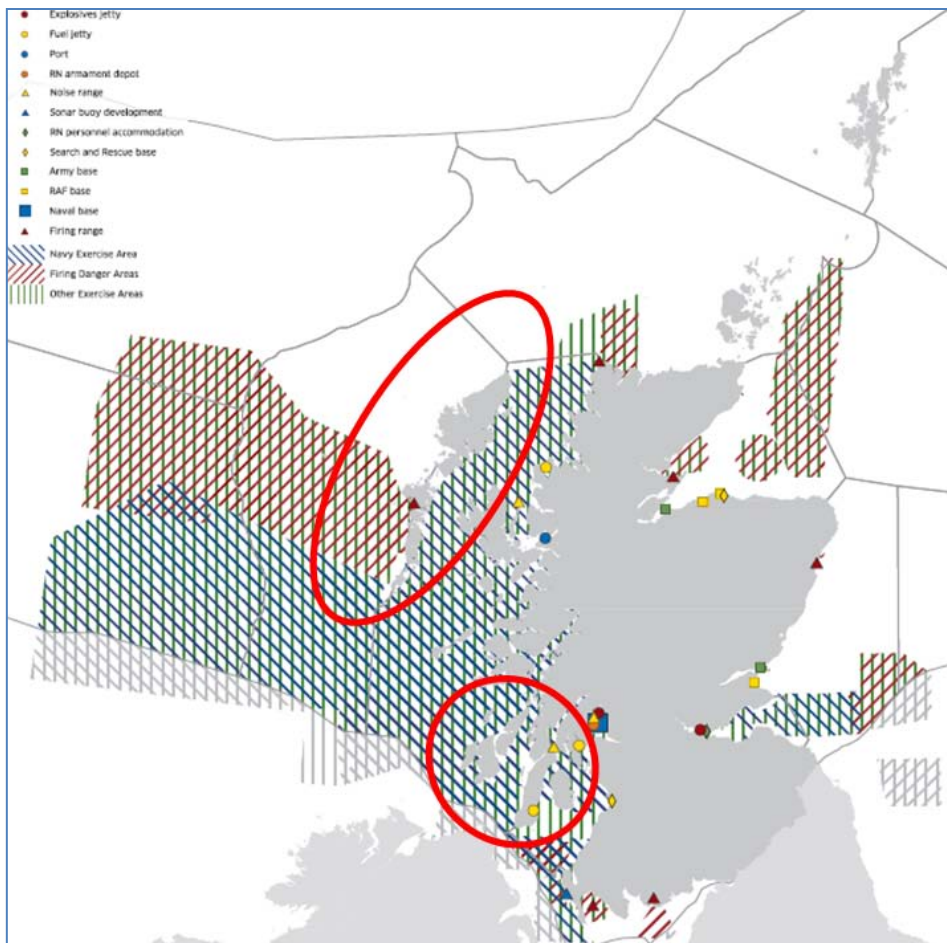 Explosives jetty
Fuel jetty
Port
RN armament depot
Noise range
Sonar buoy development
RN personnel accommodation
Search and Rescue base
Army base
RAF base
Naval base
Firing range
Navy Exercise Area
Firing Danger Areas
Other Exercise Areas